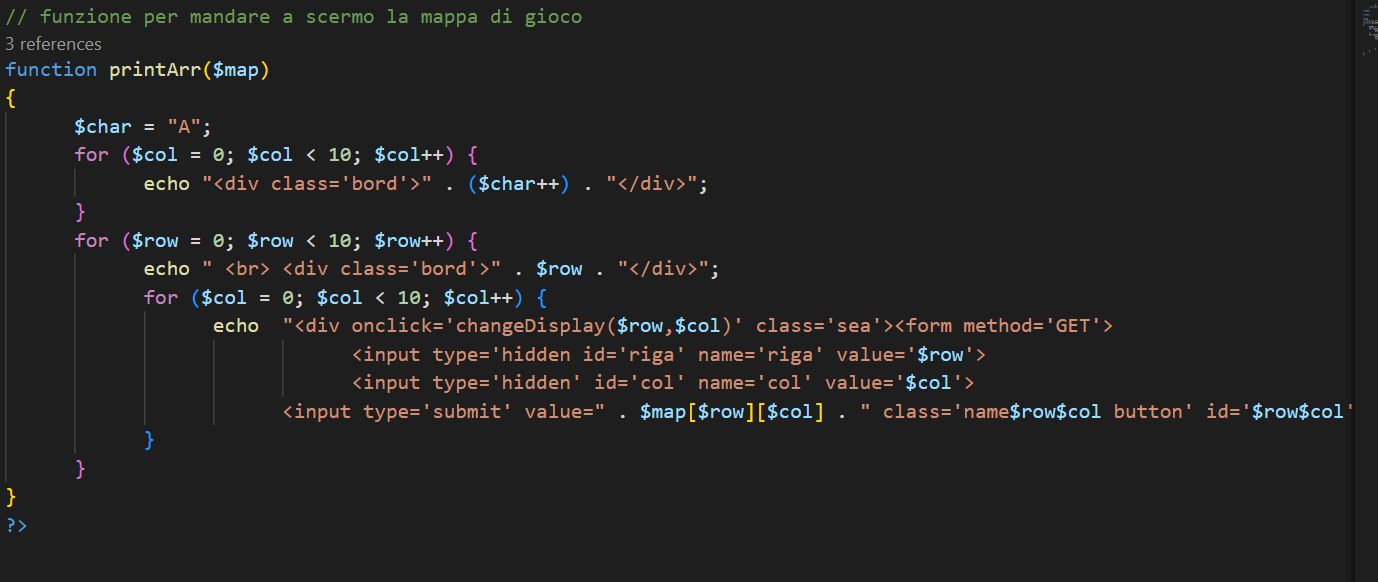 // funzione per mandare a scermo la mappa di gioco
3 references
function printArr($map)
{
$char = "A";
for ($col = 0; $col < 10; $col++) {
echo "<div class='bord'>" . ($char++) . "</div>";
}
for ($row = 0; $row < 10; $row++) {
echo " <br> <div class='bord'>" . $row . "</div>";
for ($col = 0; $col < 10; $col++) {
echo  "<div onclick='changeDisplay($row,$col)' class='sea'><form method='GET'>
<input type='hidden id='riga' name='riga' value='$row'>
<input type='hidden' id='col' name='col' value='$col'>
<input type='submit' value=" . $map[$row][$col] . " class='name$row$col button' id='$row$col'
}
}
}
?>